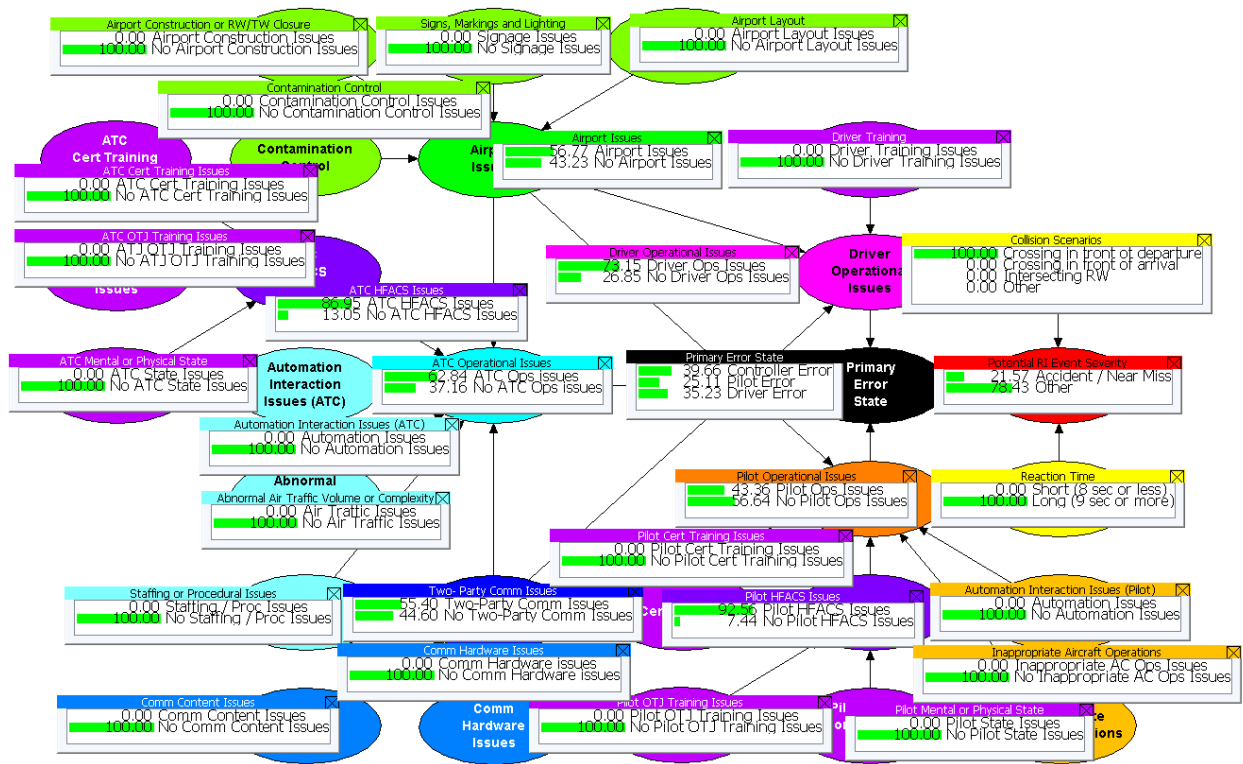 Airport Construction or RW/TW Closure
0.00 Airport Construction Issues
100.00 No Airport Construction Issues
Signs, Markings and Lighting
0.00 Signage Issues
100.00 No Signage Issues
Airport Layout
0.00 Airport Layout Issues
100.00 No Airport Layout Issues
Contamination Control
0.00 Contamination Control Issues
100.00 No Contamination Control Issues
ATC
Cert Training
Contamination
Airport Issues
56.77 Airport Issues
43.23 No Airport Issues
Driver Training
0.00 Driver Training Issues
100.00 No Driver Training Issues
ATC Cert Training Issues
0.00 ATC Cert Training Issues
100.00 No ATC Cert Training Issues
ATC OTJ Training Issues
0.00 ATJ OTJ Training Issues
100.00 No ATJ OTJ Training Issues
Issues
Driver Operational Issues
73.15 Driver Ops Issues
26.85 No Driver Ops Issues
Driver
Operational
Issues
Collision Scenarios
100.00 Crossing in front of departure
0.00 Crossing in front of arrival
0.00 Intersecting RW
0.00 Other
ATC HFACS Issues
86.95 ATC HFACS Issues
13.05 No ATC HFACS Issues
ATC Mental or Physical State
0.00 ATC State Issues
100.00 No ATC State Issues
Automation
Interaction
Issues (ATC)
ATC Operational Issues
62.84 ATC Ops Issues
37.16 No ATC Ops Issues
Primary Error State
39.66 Controller Error
25.11 Pilot Error
35.23 Driver Error
Primary
Error
State
Potential RI Event Severity
21.57 Accident / Near Miss
78.43 Other
Automation Interaction Issues (ATC)
0.00 Automation Issues
100.00 No Automation Issues
Abnormal
Abnormal Air Traffic Volume or Complexity
0.00 Air Traffic Issues
100.00 No Air Traffic Issues
Pilot Operational Issues
43.36 Pilot Ops Issues
56.64 No Pilot Ops Issues
Reaction Time
0.00 Short (8 sec or less)
100.00 Long (9 sec or more)
Pilot Cert Training Issues
0.00 Pilot Cert Training Issues
100.00 No Pilot Cert Training Issues
Staffing or Procedural Issues
0.00 Staffing / Proc Issues
100.00 No Staffing / Proc Issues
Two- Party Comm Issues
55.40 Two-Party Comm Issues
44.60 No Two-Party Comm Issues
Pilot HFACS Issues
92.56 Pilot HFACS Issues
7.44 No Pilot HFACS Issues
Automation Interaction Issues (Pilot)
0.00 Automation Issues
100.00 No Automation Issues
Comm Hardware Issues
0.00 Comm Hardware Issues
100.00 No Comm Hardware Issues
Inappropriate Aircraft Operations
0.00 Inappropriate AC Ops Issues
100.00 No Inappropriate AC Ops Issues
Comm Content Issues
0.00 Comm Content Issues
100.00 No Comm Content Issues
Comm
Hardware
Issues
Pilot OTJ Training Issues
0.00 Pilot OTJ Training Issues
100.00 No Pilot OTJ Training Issues
Pilot Mental or Physical State
0.00 Pilot State Issues
100.00 No Pilot State Issues